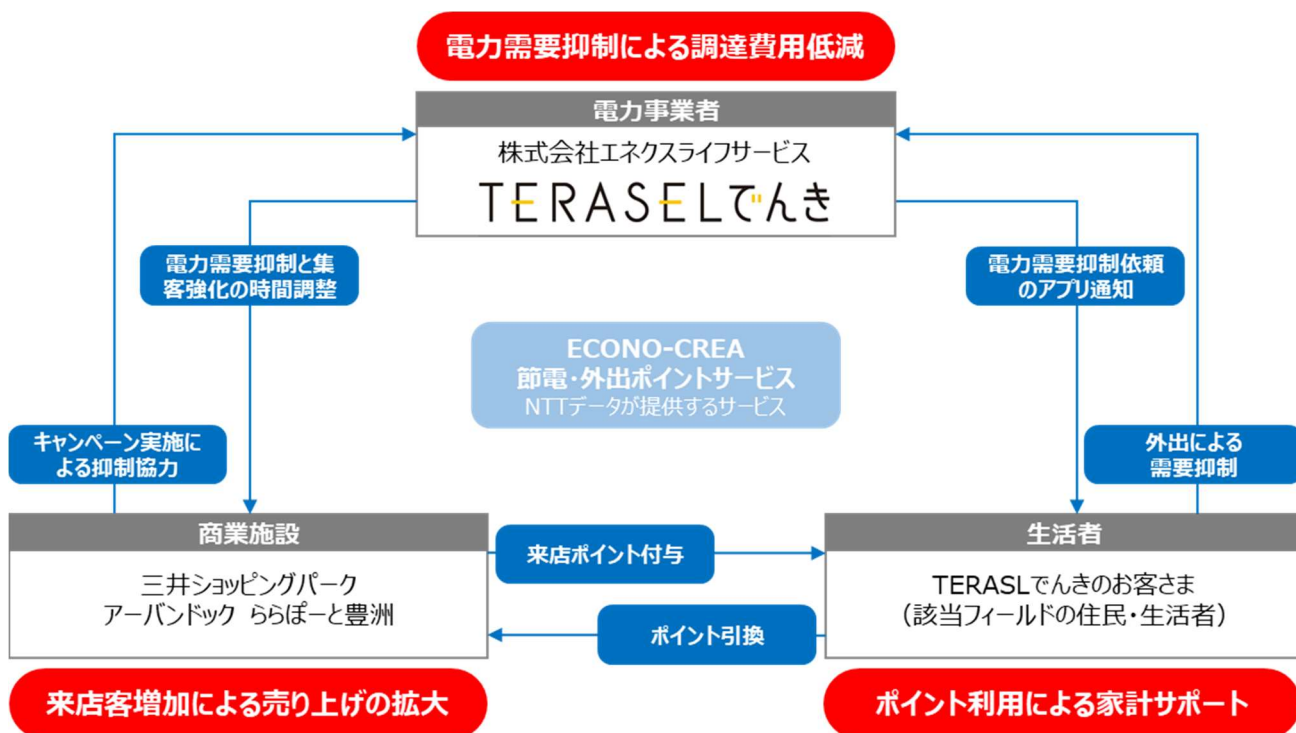 電力需要抑制による調達費用低減
電力事業者
株式会社エネクスライフサービス
TERASELでんき
電力需要抑制と集
客強化の時間調整
電力需要抑制依頼
のアプリ通知
ECONO-CREA
節電・外出ポイントサービス
NTTデータが提供するサービス
キャンペーン実施に
よる抑制協力
外出による
需要抑制
商業施設
三井ショッピングパーク
アーバンドック ららぽーと豊洲
来店ポイント付与
ポイント引換
生活者
TERASLでんきのお客さま
（該当フィールドの住民・生活者）
来店客増加による売り上げの拡大
ポイント利用による家計サポート